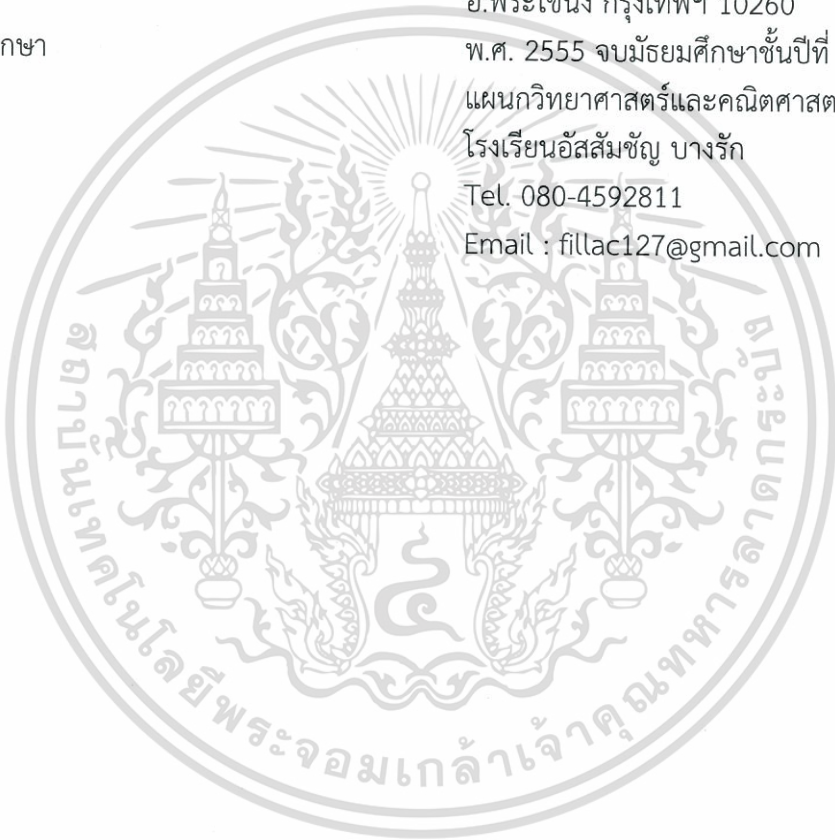 อ.พระโขนง กรุงเทพฯ 10260
พ.ศ. 2555 จบมัธยมศึกษาชั้นปีที่
แผนกวิทยาศาสตร์และคณิตศาสต
โรงเรียนอัสสัมชัญ บางรัก
Tel. 080-4592811
Email : fillac127@gmail.com
กษา
สถาบันเทคโนโลยีพระจอมเกล้าเจ้าคุณทหารลาดกระบัง
๔